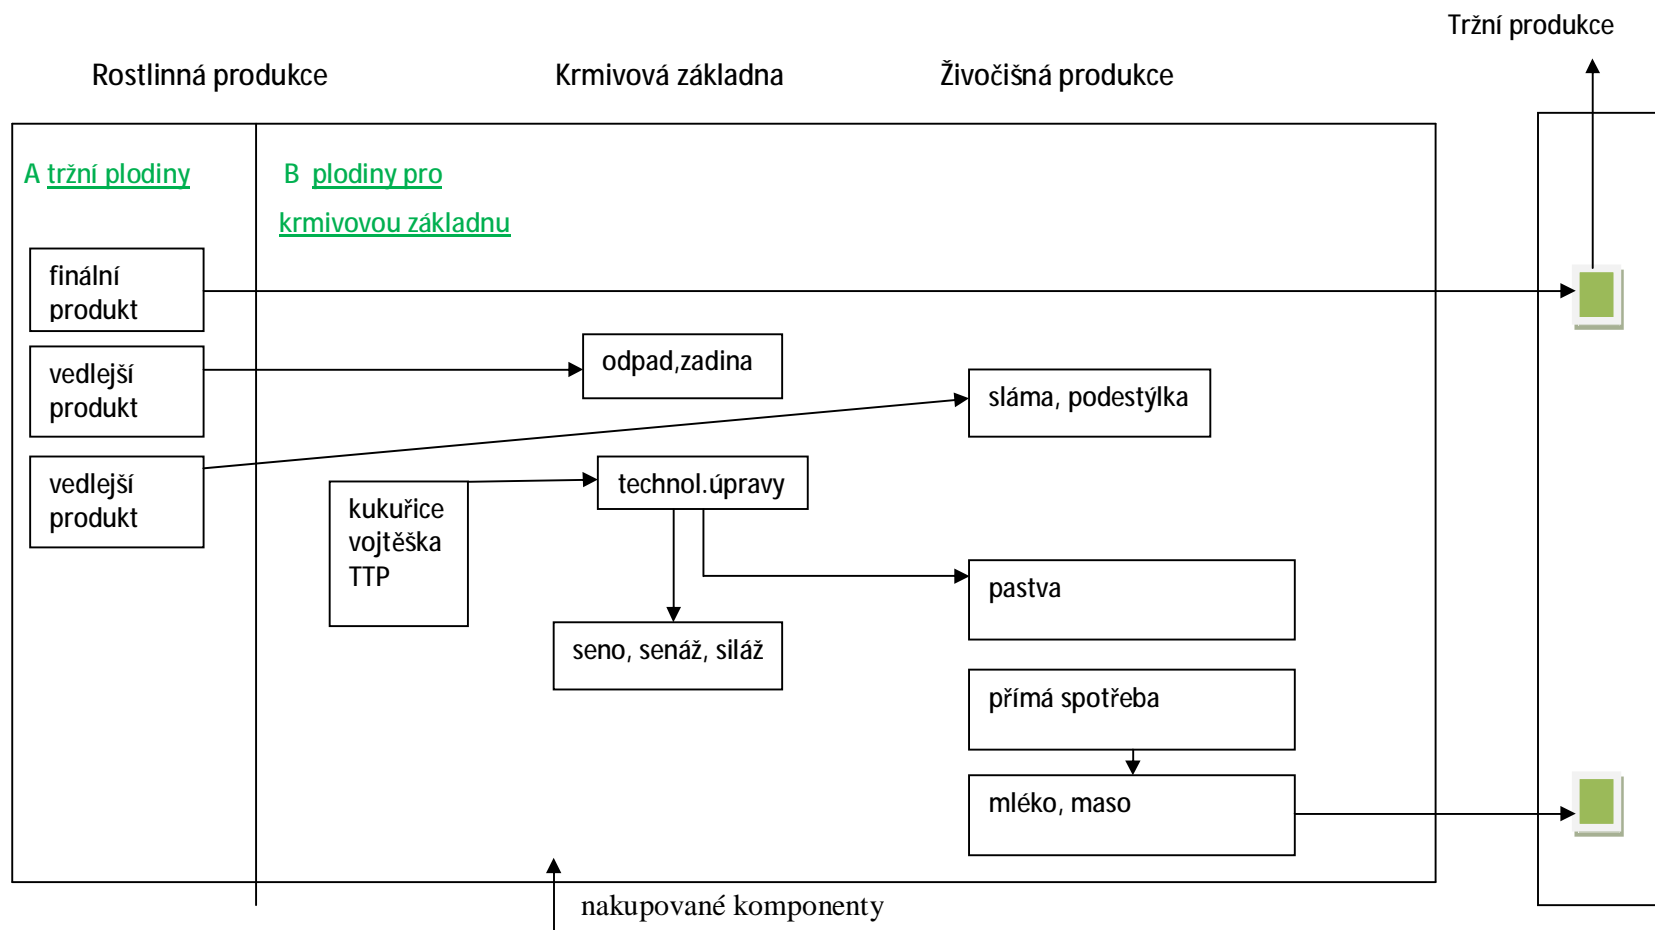 Tržní produkce
Rostlinná produkce
Krmivová základna
Živočišná produkce
A tržní plodiny
B plodiny pro
krmivovou základnu
finální
produkt
vedlejší
produkt
odpad,zadina
sláma, podestýlka
vedlejší
produkt
kukuřice
vojtěška
TTP
technol.úpravy
pastva
seno, senáž, siláž
přímá spotřeba
mléko, maso
nakupované komponenty